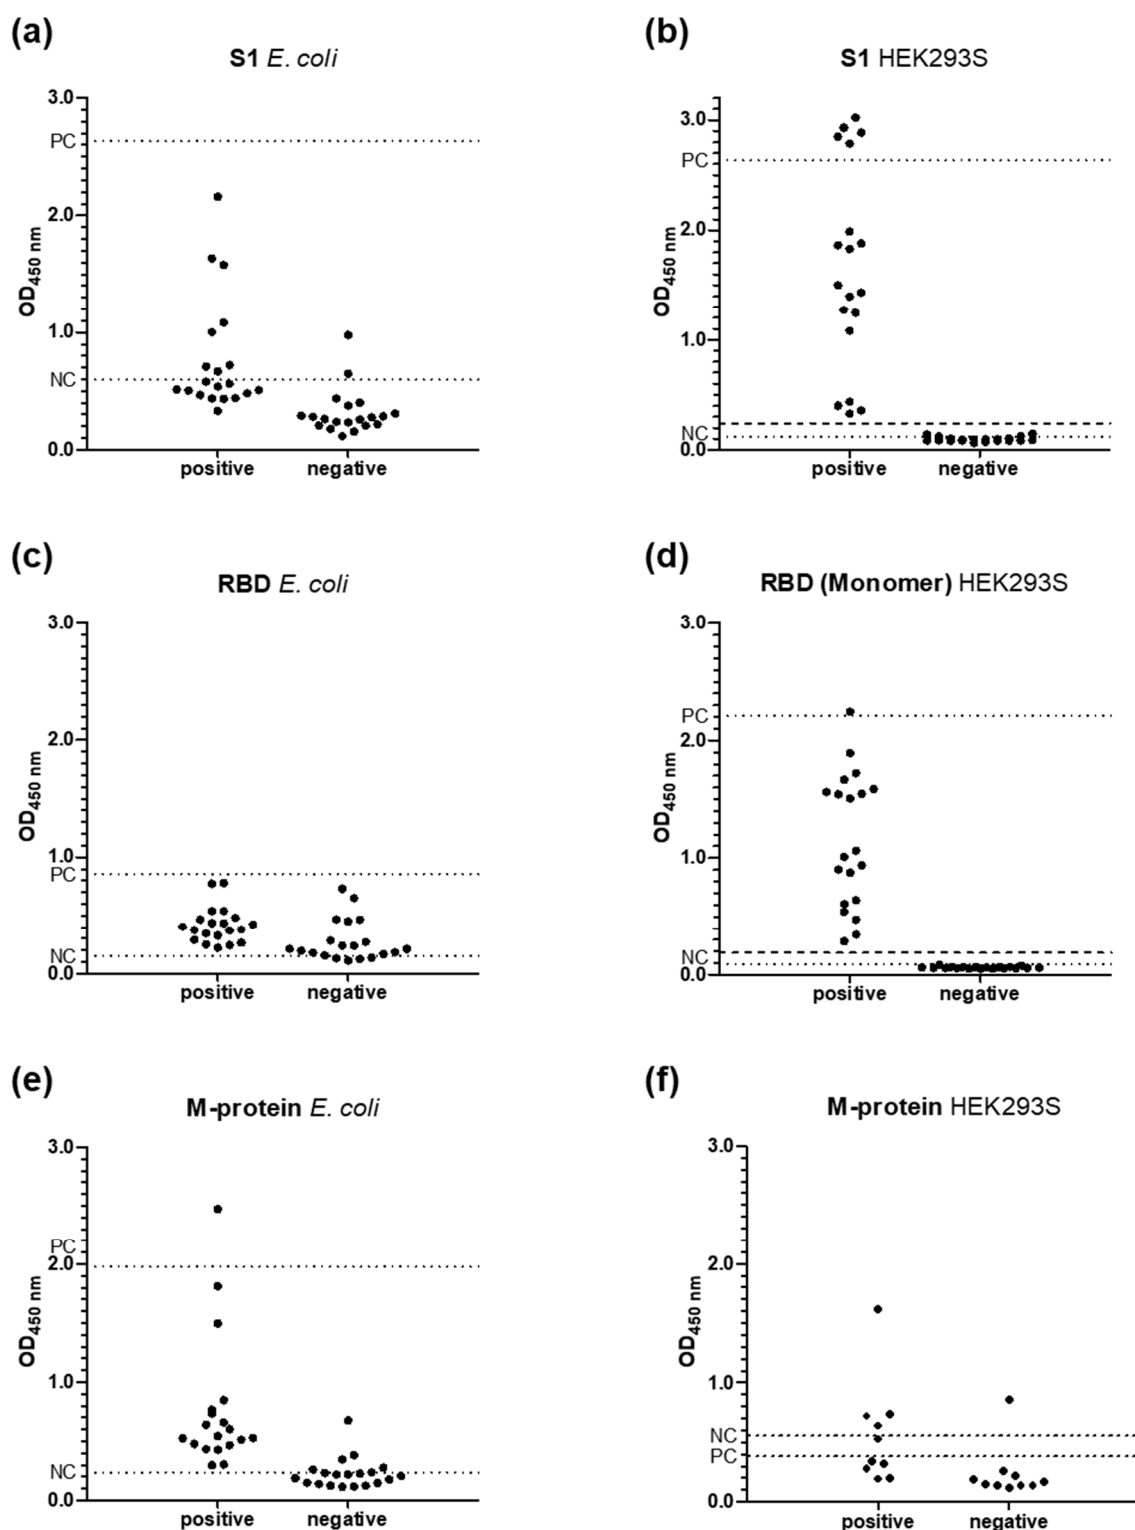 (a)
S1 E. coli
3.0
PC
2.0
OD450 nm
1.0
NC
0.0
positive
negative
(b)
S1 HEK293S
3.0
PC
2.0
OD450 nm
1.0
NC
0.0
positive
negative
(c)
RBD E. coli
3.0
2.0
OD450 nm
1.0
PC
NC
0.0
positive
negative
(d)
RBD (Monomer) HEK293S
3.0
PC
2.0
OD450 nm
1.0
NC
0.0
positive
negative
(e)
M-protein E. coli
3.0
PC
2.0
OD450 nm
1.0
NC
0.0
positive
negative
(f)
M-protein HEK293S
3.0
2.0
OD450 nm
1.0
NC
PC
0.0
positive
negative